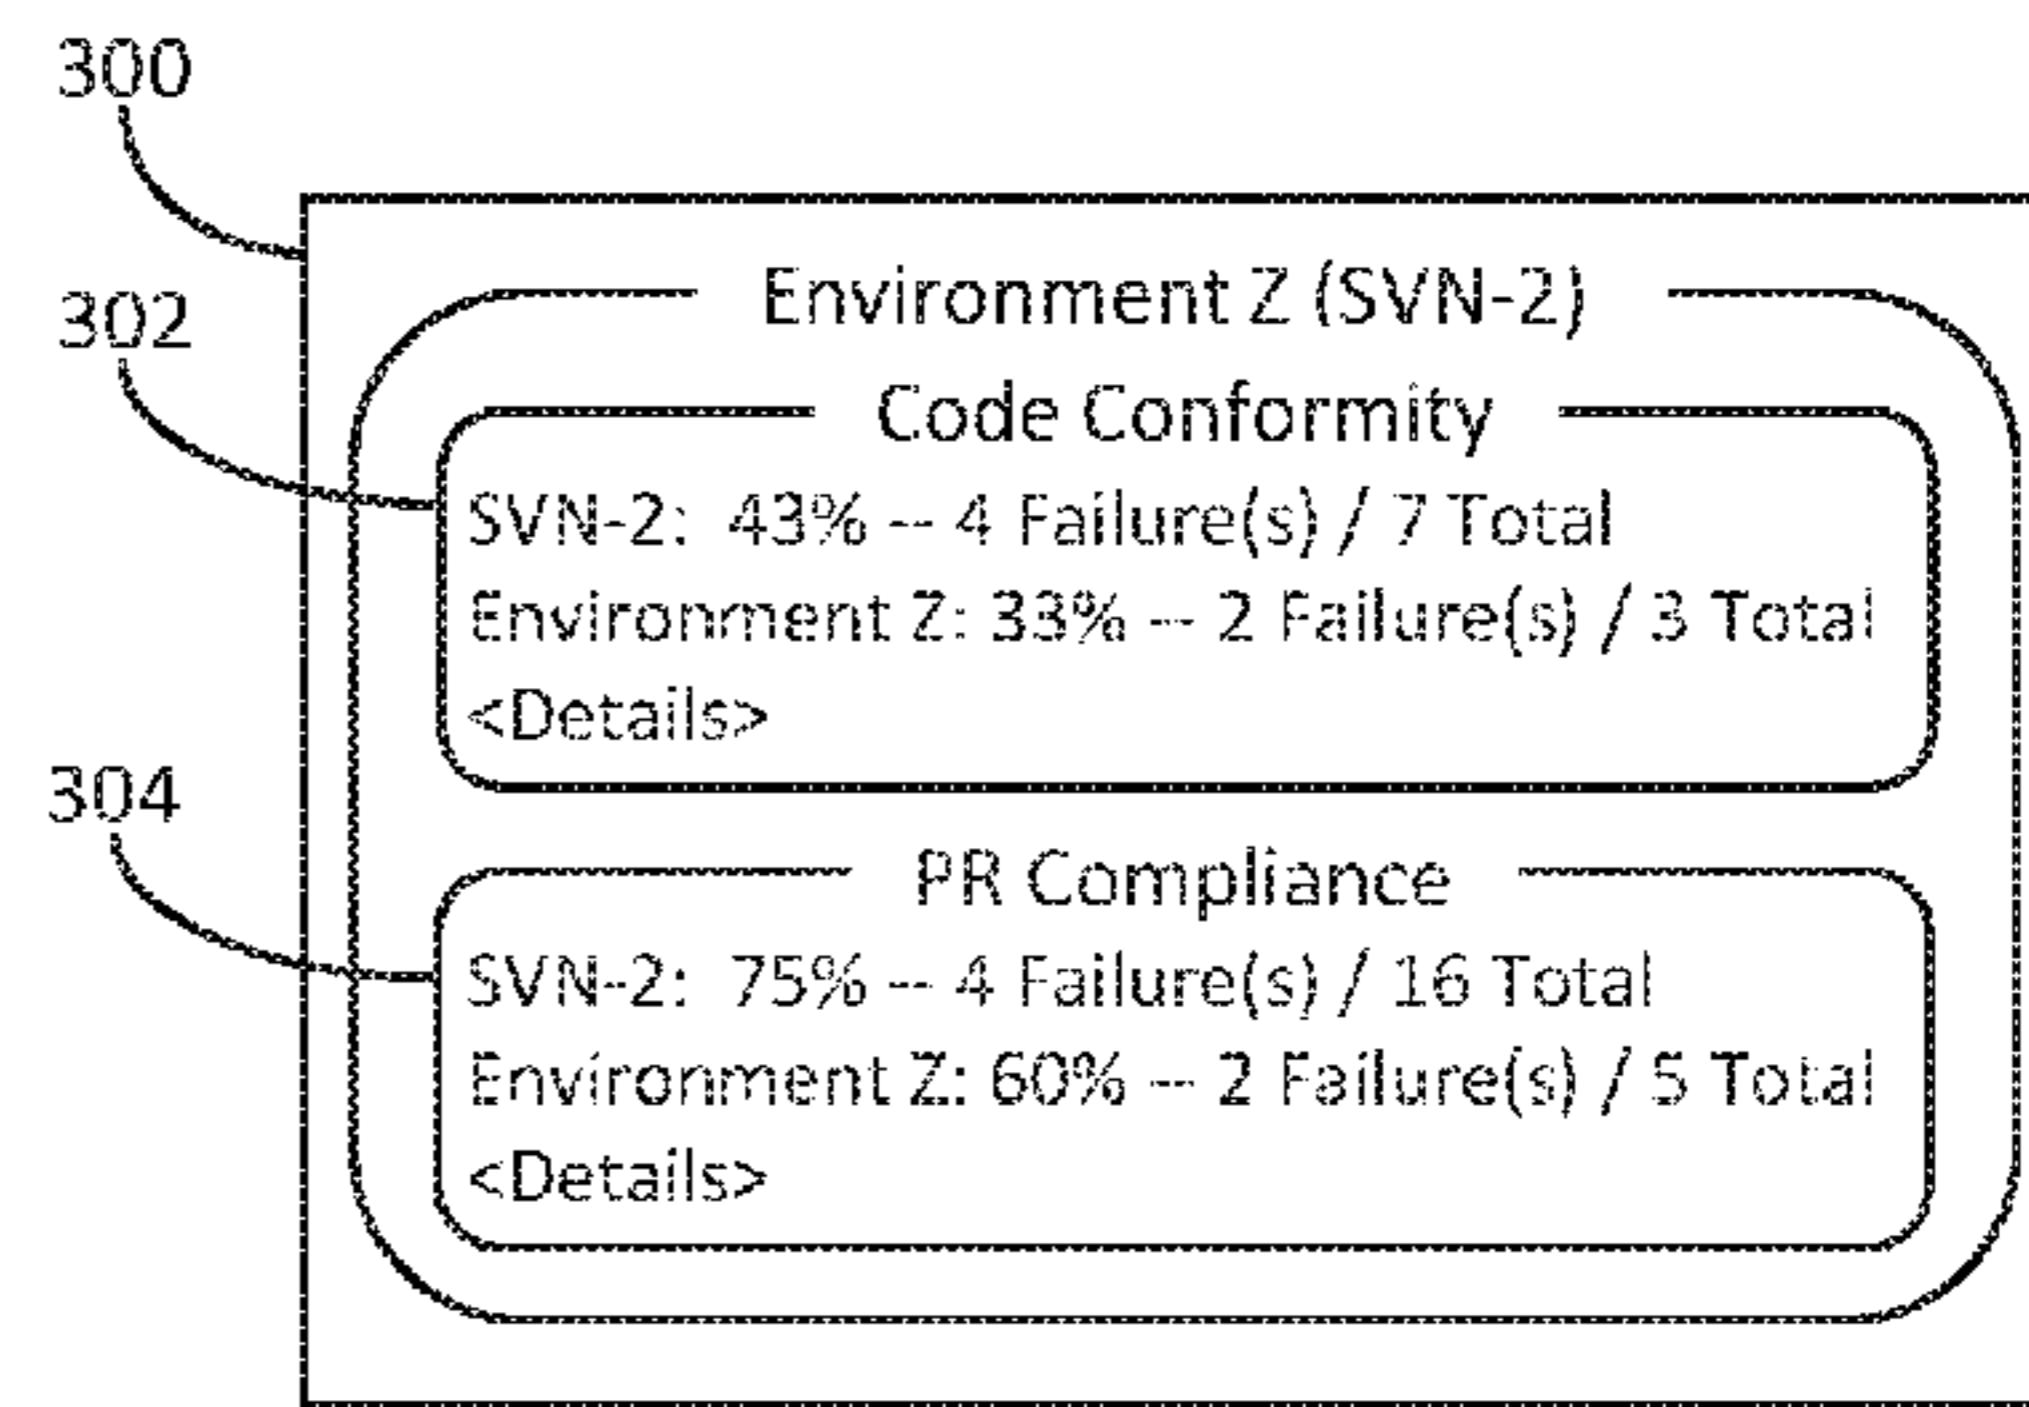 300
Environment Z (SVN-2)
302
Code Conformity
SVN-2: 43% -- 4 Failure(s) / 7 Total
Environment Z: 33% -- 2 Failure(s) / 3 Total
<Details>
304
PR Compliance
SVN-2: 75% -- 4 Failure(s) / 16 Total
Environment Z: 60% -- 2 Failure(s) / 5 Total
<Details>